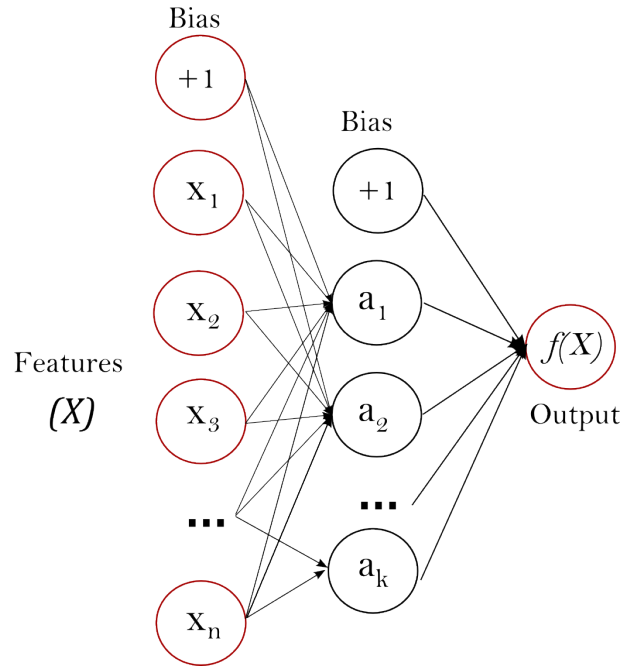 Bias
+1
x₁
x₂
x₃
...
xₙ
Features
(X)
Bias
+1
a₁
a₂
...
aₖ
f(X)
Output